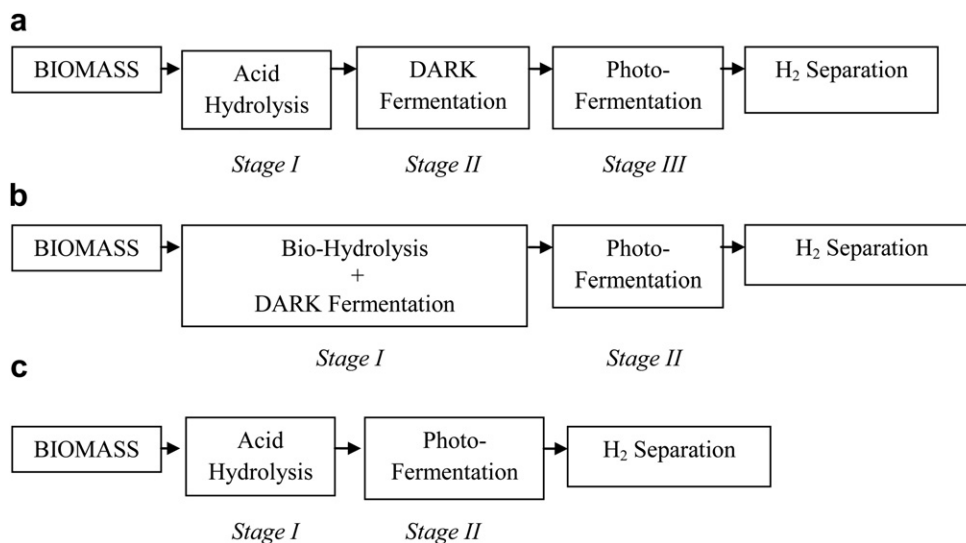 a
BIOMASS
Acid
Hydrolysis
DARK
Fermentation
Photo-
Fermentation
H₂ Separation
Stage I
Stage II
Stage III
b
BIOMASS
Bio-Hydrolysis
+
DARK Fermentation
Photo-
Fermentation
H₂ Separation
Stage I
Stage II
c
BIOMASS
Acid
Hydrolysis
Photo-
Fermentation
H₂ Separation
Stage I
Stage II